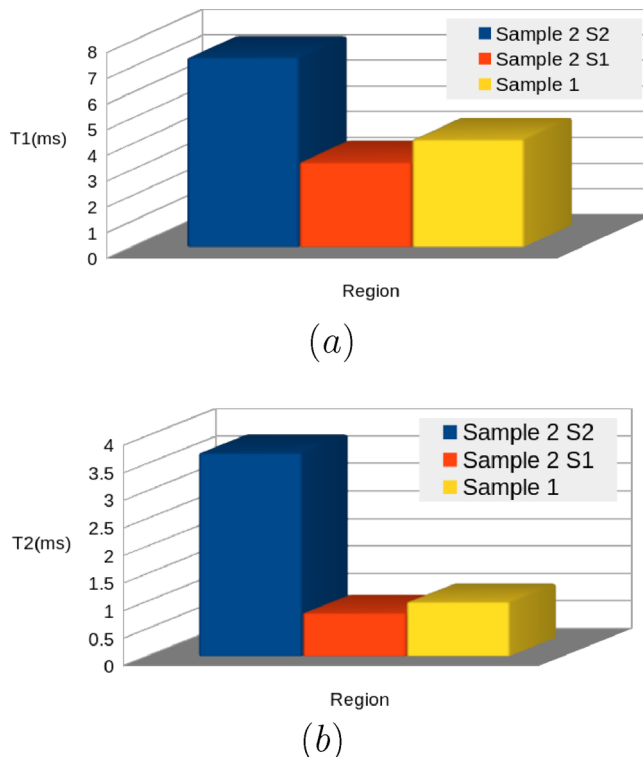 Sample 2 S2
Sample 2 S1
Sample 1
8
7
6
5
4
3
2
1
0
T1(ms)
Region
(a)
Sample 2 S2
Sample 2 S1
Sample 1
4
3.5
3
2.5
2
1.5
1
0.5
0
T2(ms)
Region
(b)